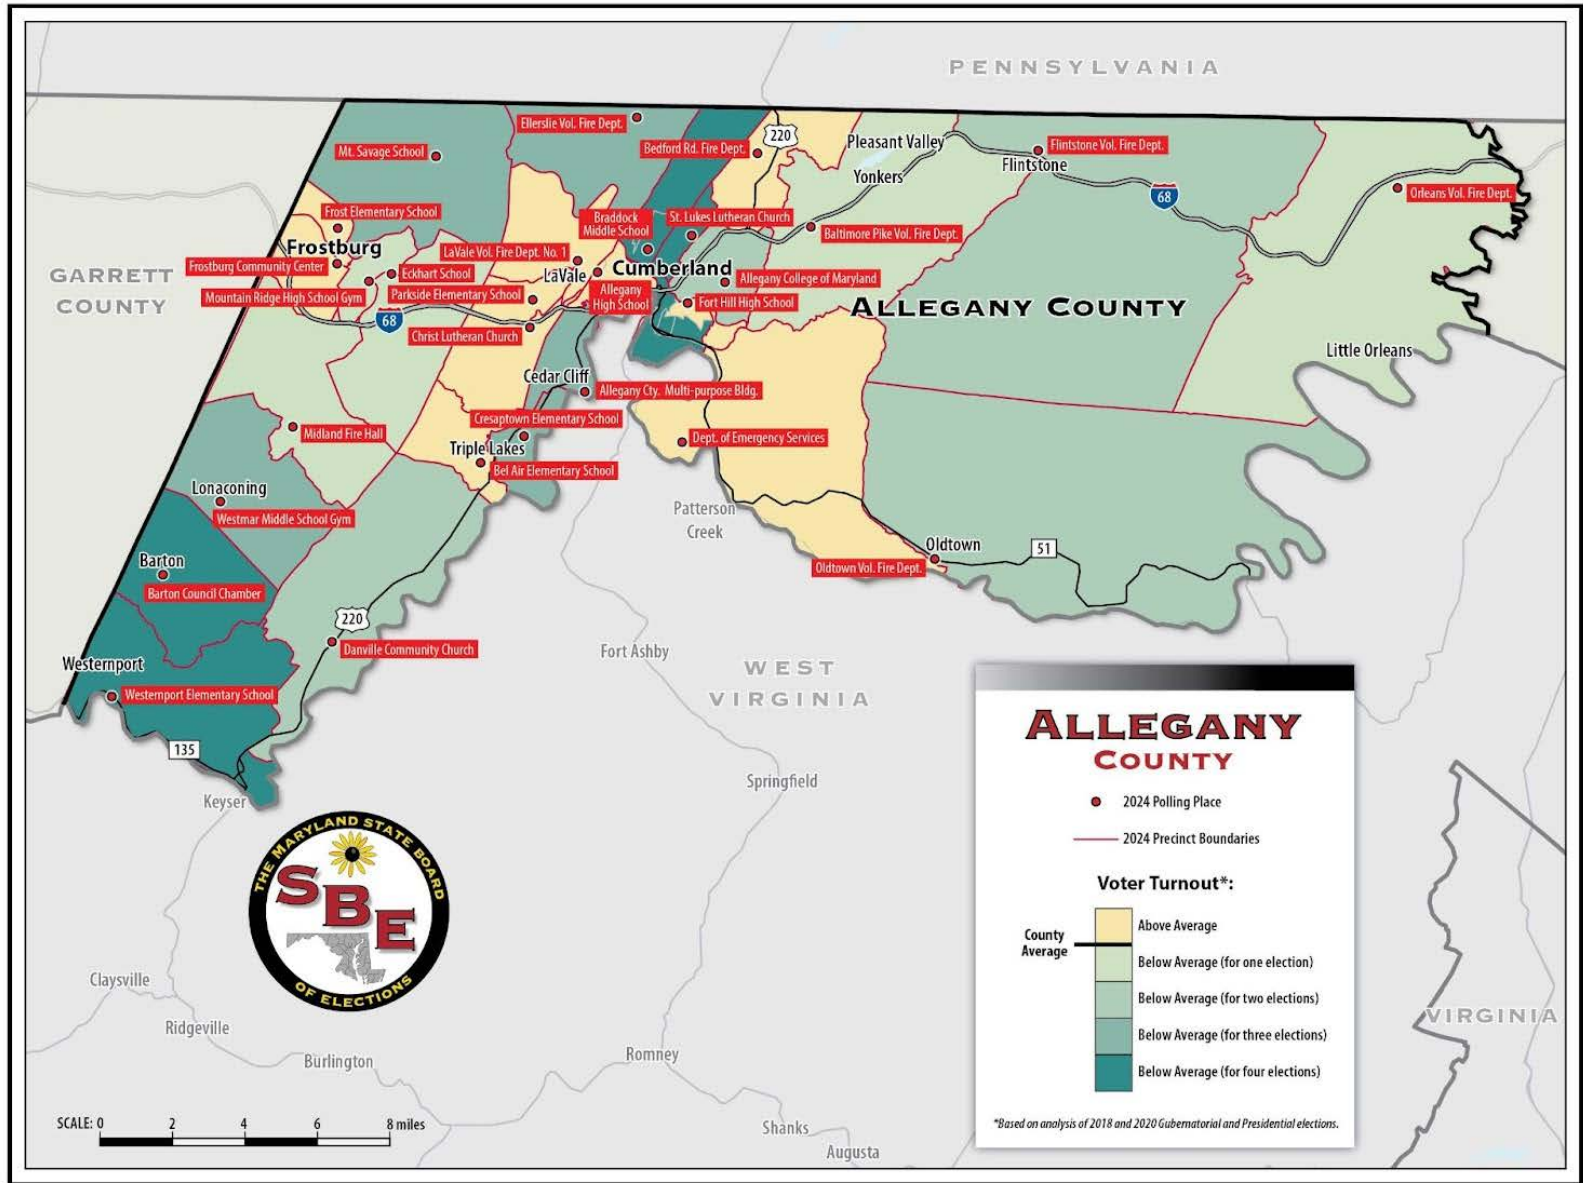 PENNSYLVANIA
Ellerslie Vol. Fire Dept.
220
Mt. Savage School
Bedford Rd. Fire Dept.
Pleasant Valley
Flintstone Vol. Fire Dept.
Flintstone
Yonkers
68
Orleans Vol. Fire Dept.
Frost Elementary School
Braddock
Middle School
St. Lukes Lutheran Church
Baltimore Pike Vol. Fire Dept.
Frostburg
LaVale Vol. Fire Dept. No. 1
Frostburg Community Center
Eckhart School
LaVale
Cumberland
GARRETT
COUNTY
Mountain Ridge High School Gym
Parkside Elementary School
Allegany
High School
Allegany College of Maryland
Fort Hill High School
ALLEGANY COUNTY
68
Christ Lutheran Church
Little Orleans
Cedar Cliff
Allegany Cty. Multi-purpose Bldg.
Cresaptown Elementary School
Midland Fire Hall
Dept. of Emergency Services
Triple Lakes
Bel Air Elementary School
Lonaconing
Westmar Middle School Gym
Patterson
Creek
Oldtown
51
Barton
Oldtown Vol. Fire Dept.
Barton Council Chamber
220
Danville Community Church
Fort Ashby
WEST
VIRGINIA
Westernport
Westernport Elementary School
135
Keyser
Springfield
THE MARYLAND STATE BOARD
SBE
OF ELECTIONS
Claysville
Ridgeville
Burlington
Romney
Shanks
Augusta
VIRGINIA
SCALE: 0 2 4 6 8 miles
ALLEGANY
COUNTY
2024 Polling Place
2024 Precinct Boundaries
Voter Turnout*:
County
Average
Above Average
Below Average (for one election)
Below Average (for two elections)
Below Average (for three elections)
Below Average (for four elections)
*Based on analysis of 2018 and 2020 Gubernatorial and Presidential elections.